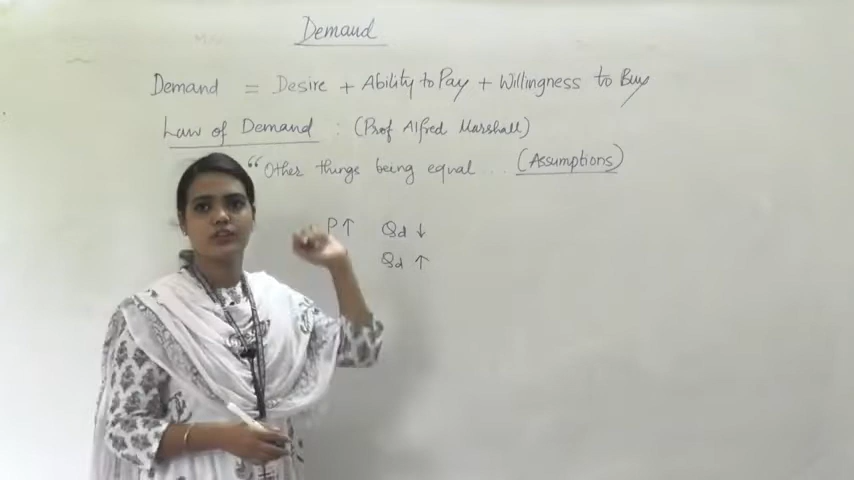 Demand
Demand = Desire + Ability to Pay + Willingness to Buy
Law of Demand : (Prof Alfred Marshall)
"Other things being equal... (Assumptions)
P↑ Qd ↓
Qd ↑